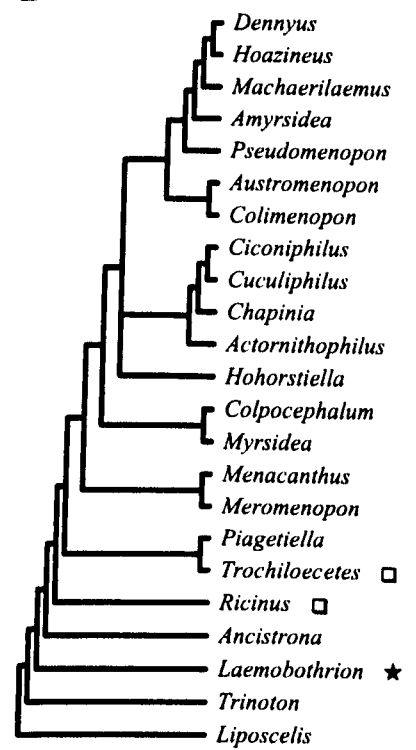 Dennyus
Hoazineus
Machaerilaemus
Amyrsidea
Pseudomenopon
Austromenopon
Colimenopon
Ciconiphilus
Cuculiphilus
Chapinia
Actornithophilus
Hohorstiella
Colpocephalum
Myrsidea
Menacanthus
Meromenopon
Piagetiella
Trochiloecetes
Ricinus
Ancistrona
Laemobothrion
Trinoton
Liposcelis